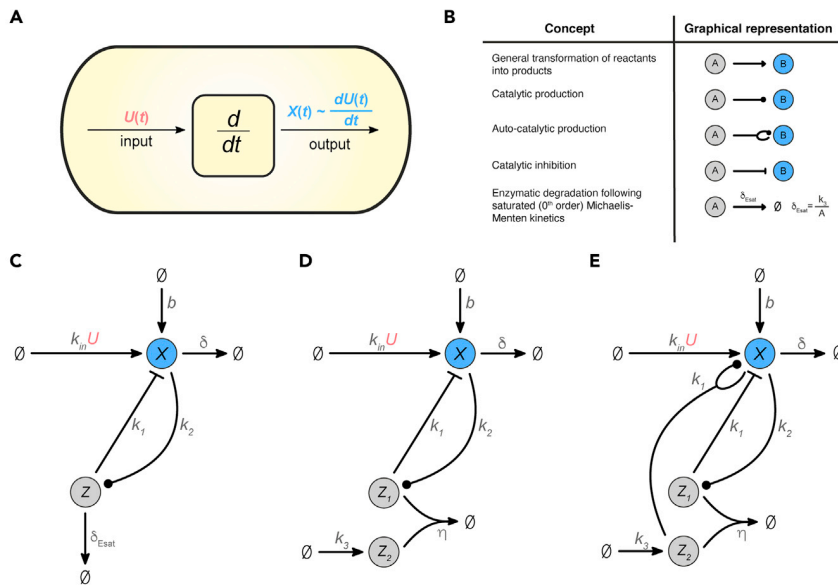 A
U(t)
input
d
dt
X(t) ~ dU(t)
dt
output
B
Concept
Graphical representation
General transformation of reactants
into products
A
B
Catalytic production
A
B
Auto-catalytic production
A
B
Catalytic inhibition
A
B
Enzymatic degradation following
saturated (0th order) Michaelis-
Menten kinetics
A
δEsat
∅
δEsat= k3
A
C
∅
b
∅
kinU
X
δ
∅
k1
k2
Z
δEsat
∅
D
∅
b
∅
kinU
X
δ
∅
k1
k2
Z1
∅
η
∅
k3
Z2
E
∅
b
∅
kinU
X
δ
∅
k1
k1
k2
Z1
∅
η
∅
k3
Z2